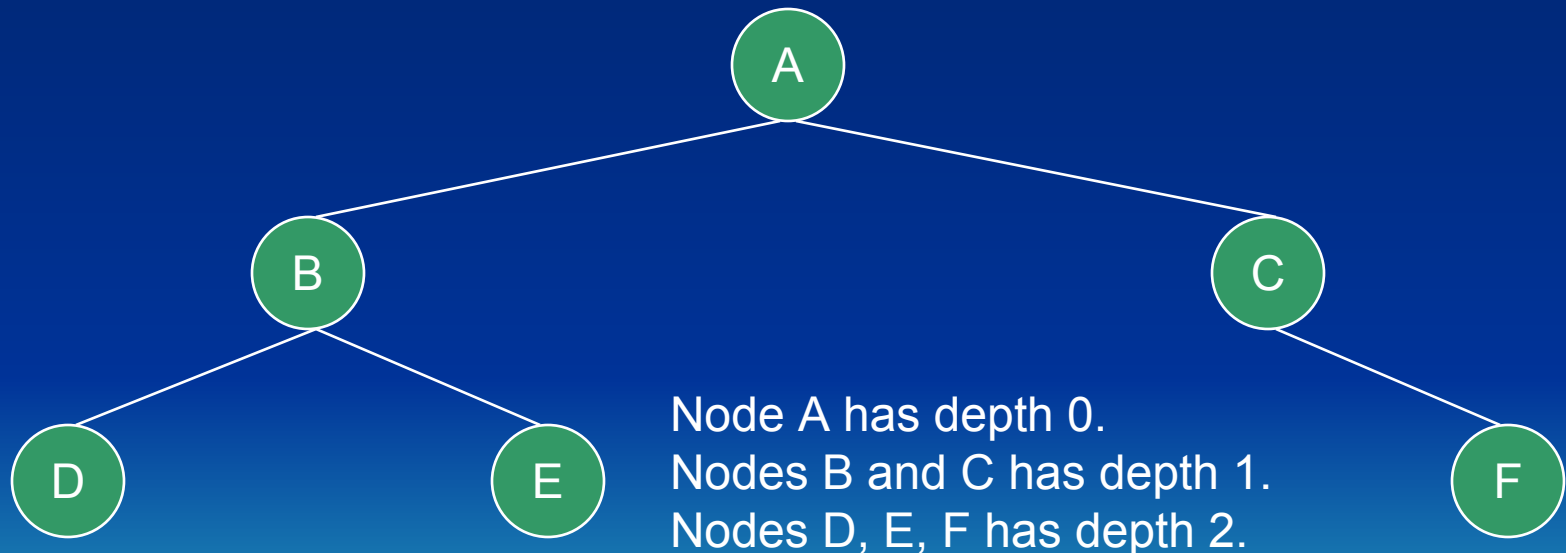 A
B
C
D
E
F
Node A has depth 0.
Nodes B and C has depth 1.
Nodes D, E, F has depth 2.